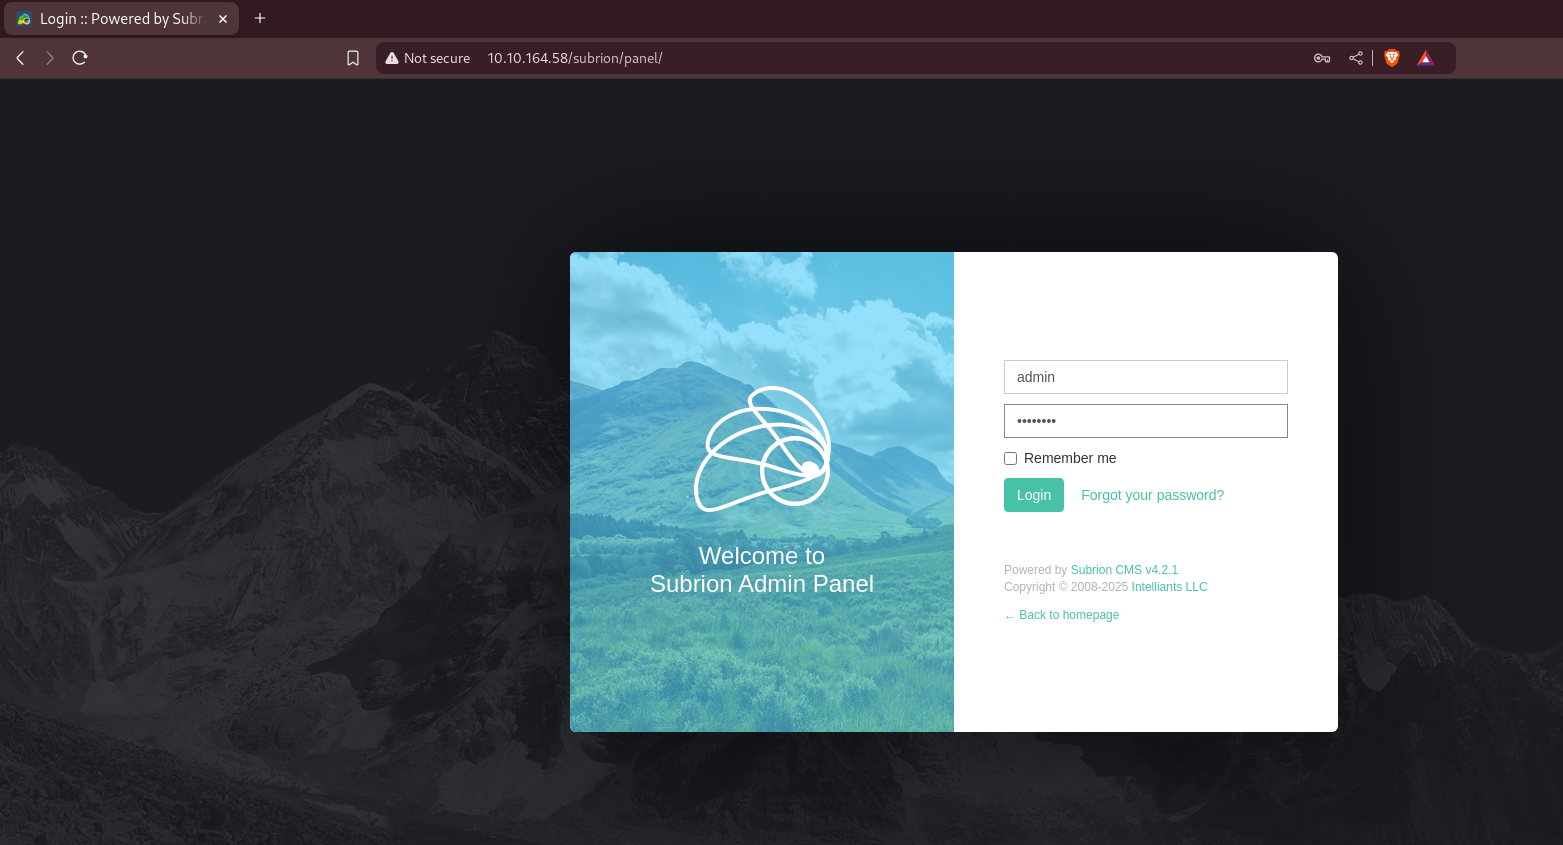 Login :: Powered by Subri
Not secure 10.10.164.58/subrion/panel/
admin
••••••••
Remember me
Login Forgot your password?
Welcome to
Subrion Admin Panel
Powered by Subrion CMS v4.2.1
Copyright © 2008-2025 Intelliants LLC
← Back to homepage